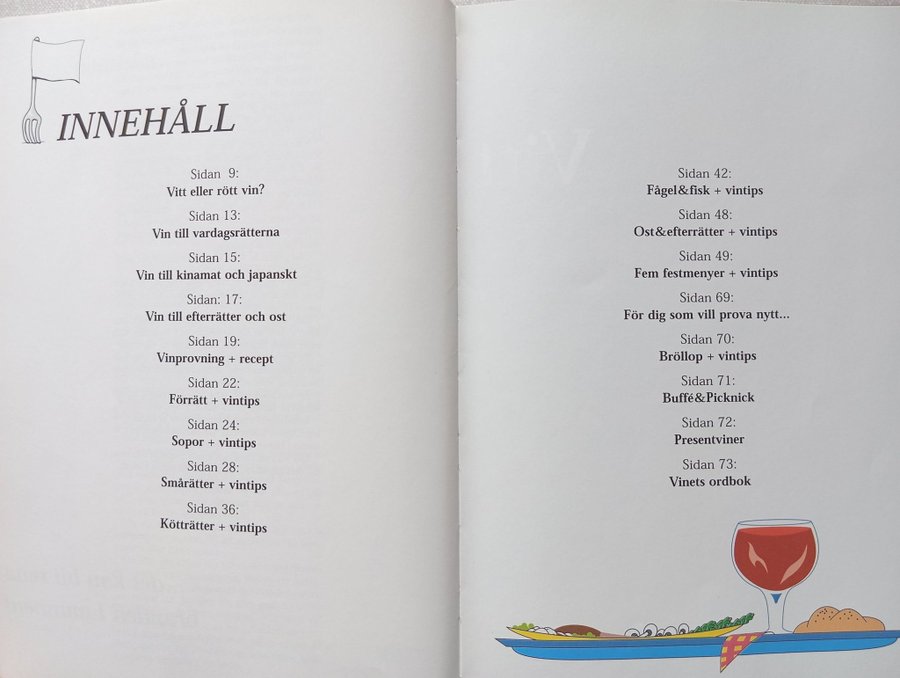 INNEHÅLL
Sidan 9:
Vitt eller rött vin?
Sidan 13:
Vin till vardagsrätterna
Sidan 15:
Vin till kinamat och japanskt
Sidan: 17:
Vin till efterrätter och ost
Sidan 19:
Vinprovning + recept
Sidan 22:
Förrätt + vintips
Sidan 24:
Sopor + vintips
Sidan 28:
Smårätter + vintips
Sidan 36:
Kötträtter + vintips
Sidan 42:
Fågel&fisk + vintips
Sidan 48:
Ost&efterrätter + vintips
Sidan 49:
Fem festmenyer + vintips
Sidan 69:
För dig som vill prova nytt...
Sidan 70:
Bröllop + vintips
Sidan 71:
Buffé&Picknick
Sidan 72:
Presentviner
Sidan 73:
Vinets ordbok